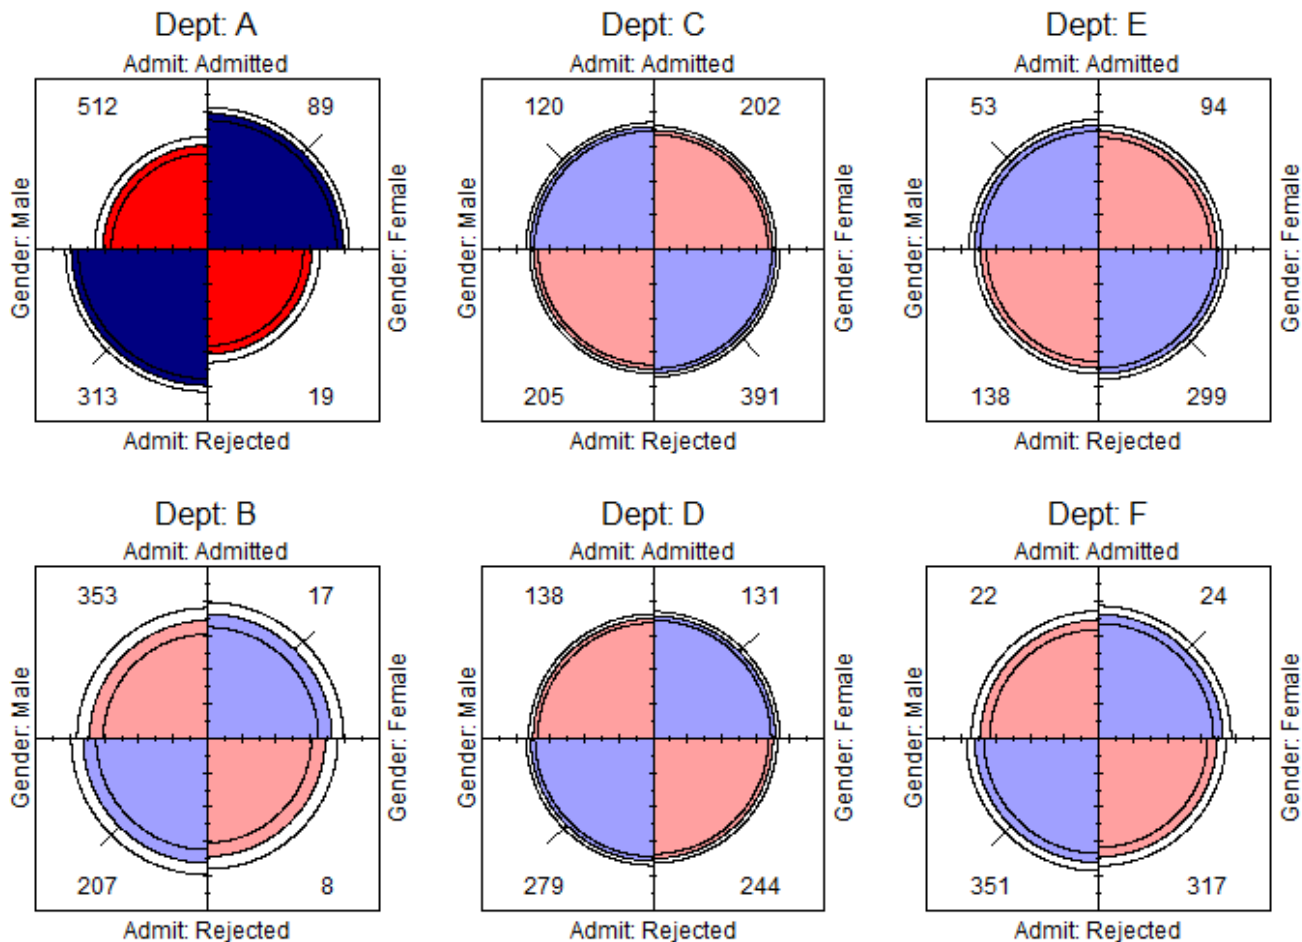 Dept: A
Admit: Admitted
512 89
Gender: Male
Gender: Female
313 19
Admit: Rejected
Dept: C
Admit: Admitted
120 202
Gender: Male
Gender: Female
205 391
Admit: Rejected
Dept: E
Admit: Admitted
53 94
Gender: Male
Gender: Female
138 299
Admit: Rejected
Dept: B
Admit: Admitted
353 17
Gender: Male
Gender: Female
207 8
Admit: Rejected
Dept: D
Admit: Admitted
138 131
Gender: Male
Gender: Female
279 244
Admit: Rejected
Dept: F
Admit: Admitted
22 24
Gender: Male
Gender: Female
351 317
Admit: Rejected